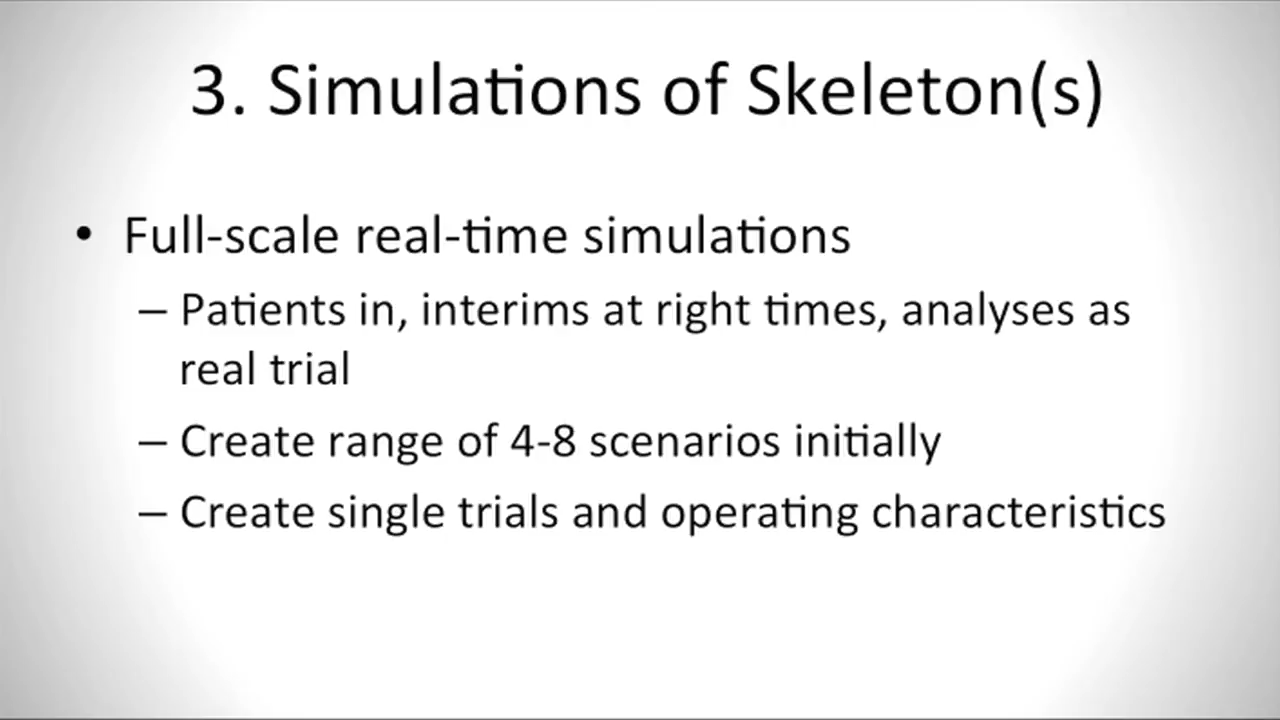 3. Simulations of Skeleton(s)
• Full-scale real-time simulations
– Patients in, interims at right times, analyses as
real trial
– Create range of 4-8 scenarios initially
– Create single trials and operating characteristics